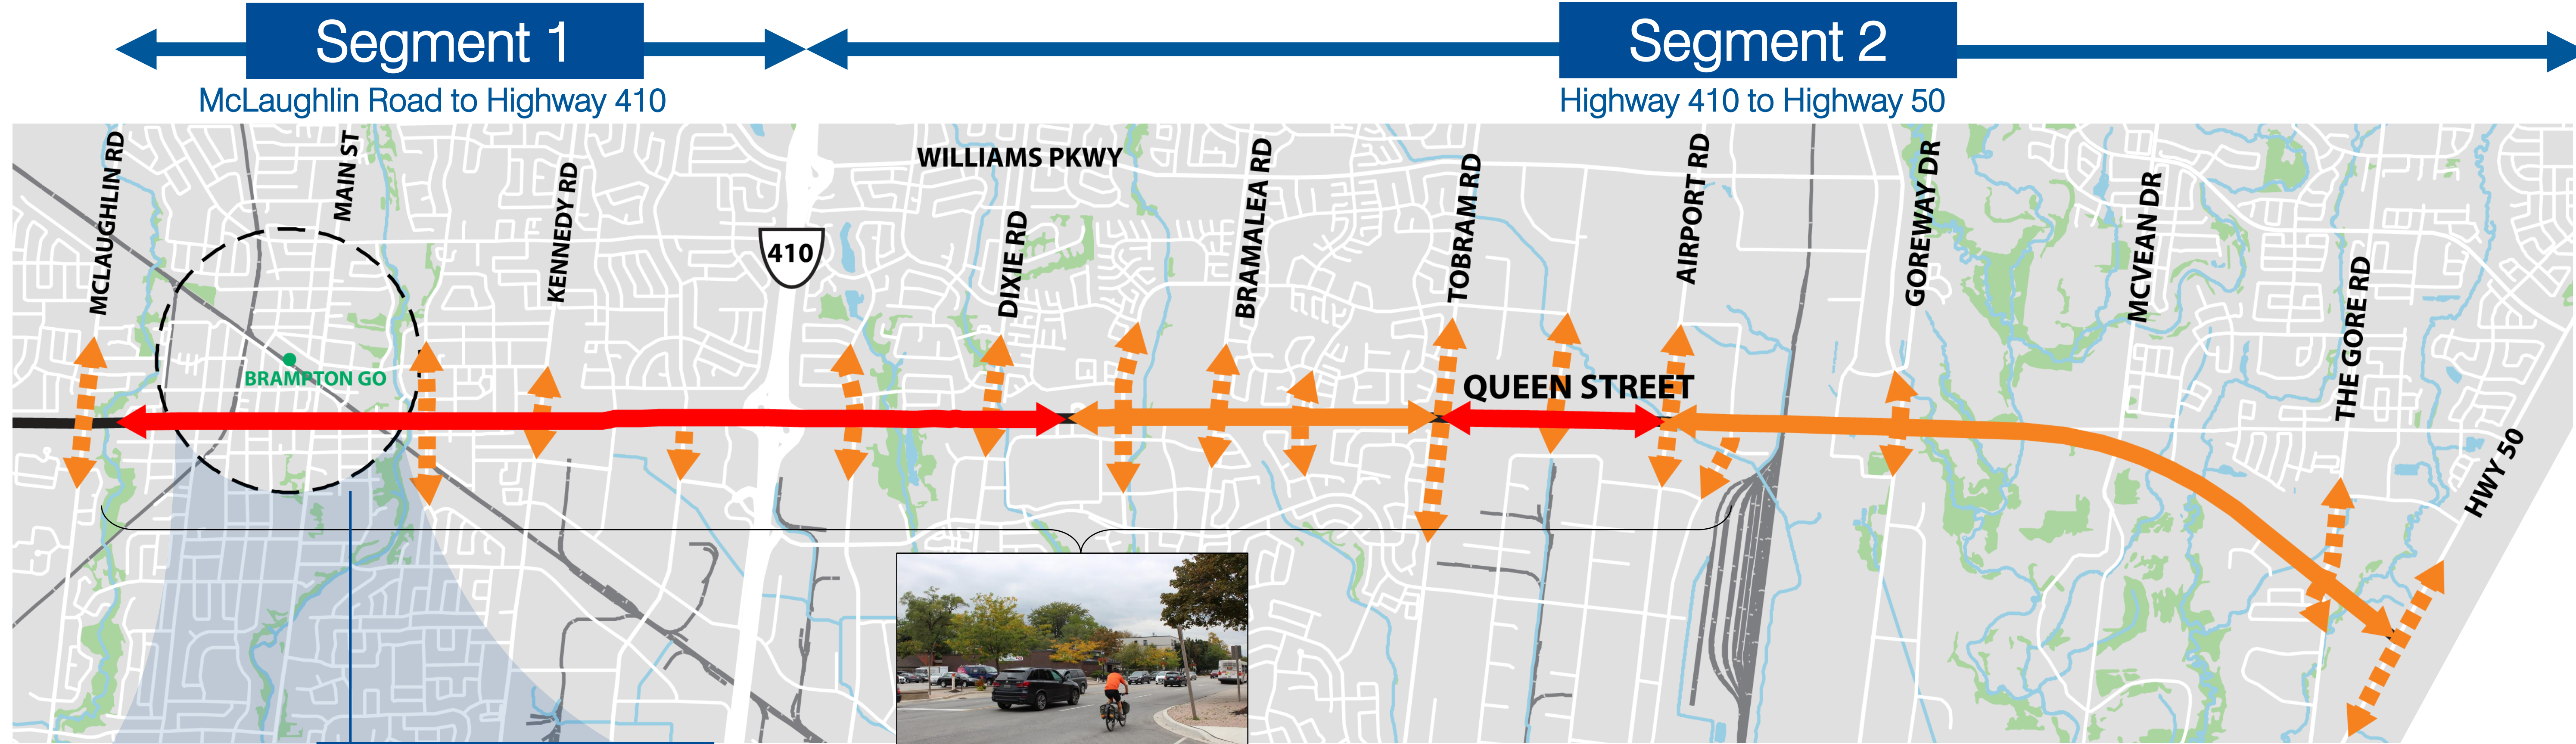 Segment 1
McLaughlin Road to Highway 410
Segment 2
Highway 410 to Highway 50
MCLAUGHLIN RD
MAIN ST
KENNEDY RD
410
WILLIAMS PKWY
DIXIE RD
BRAMALEA RD
TOBRAM RD
AIRPORT RD
GOREWAY DR
MCVEAN DR
THE GORE RD
HWY 50
BRAMPTON GO
QUEEN STREET